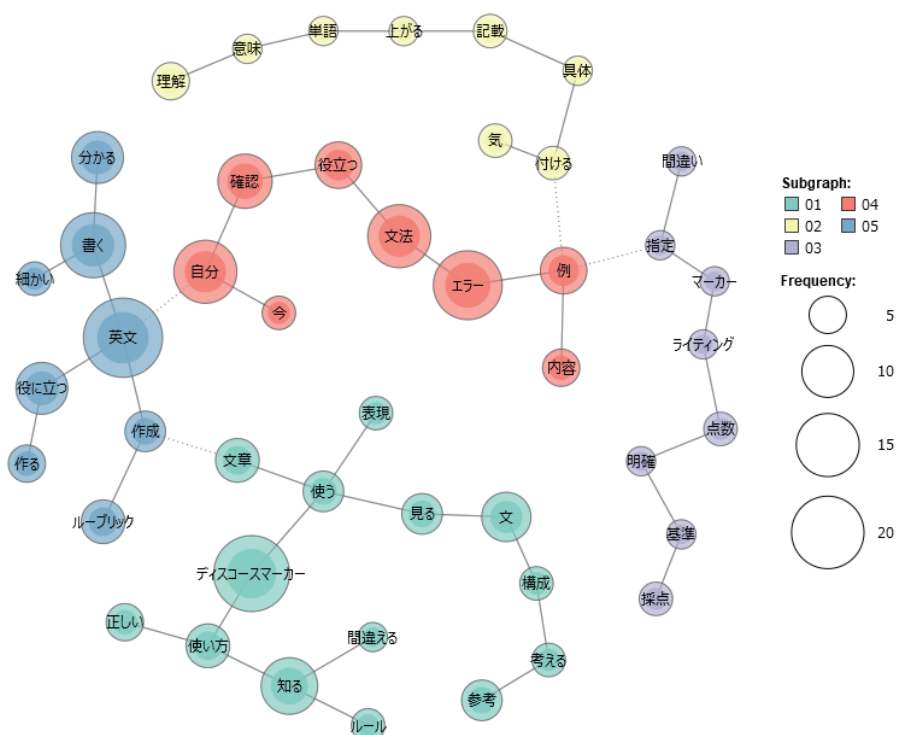 単語
上がる
記載
意味
理解
具体
気
付ける
分かる
役立つ
確認
間違い
書く
文法
指定
細かい
自分
エラー
例
マーカー
今
英文
ライティング
役に立つ
内容
作成
表現
点数
作る
文章
明確
使う
ルーブリック
見る
文
基準
ディスコースマーカー
構成
採点
正しい
使い方
間違える
考える
知る
参考
ルール
Subgraph:
01 04
02 05
03
Frequency:
5
10
15
20